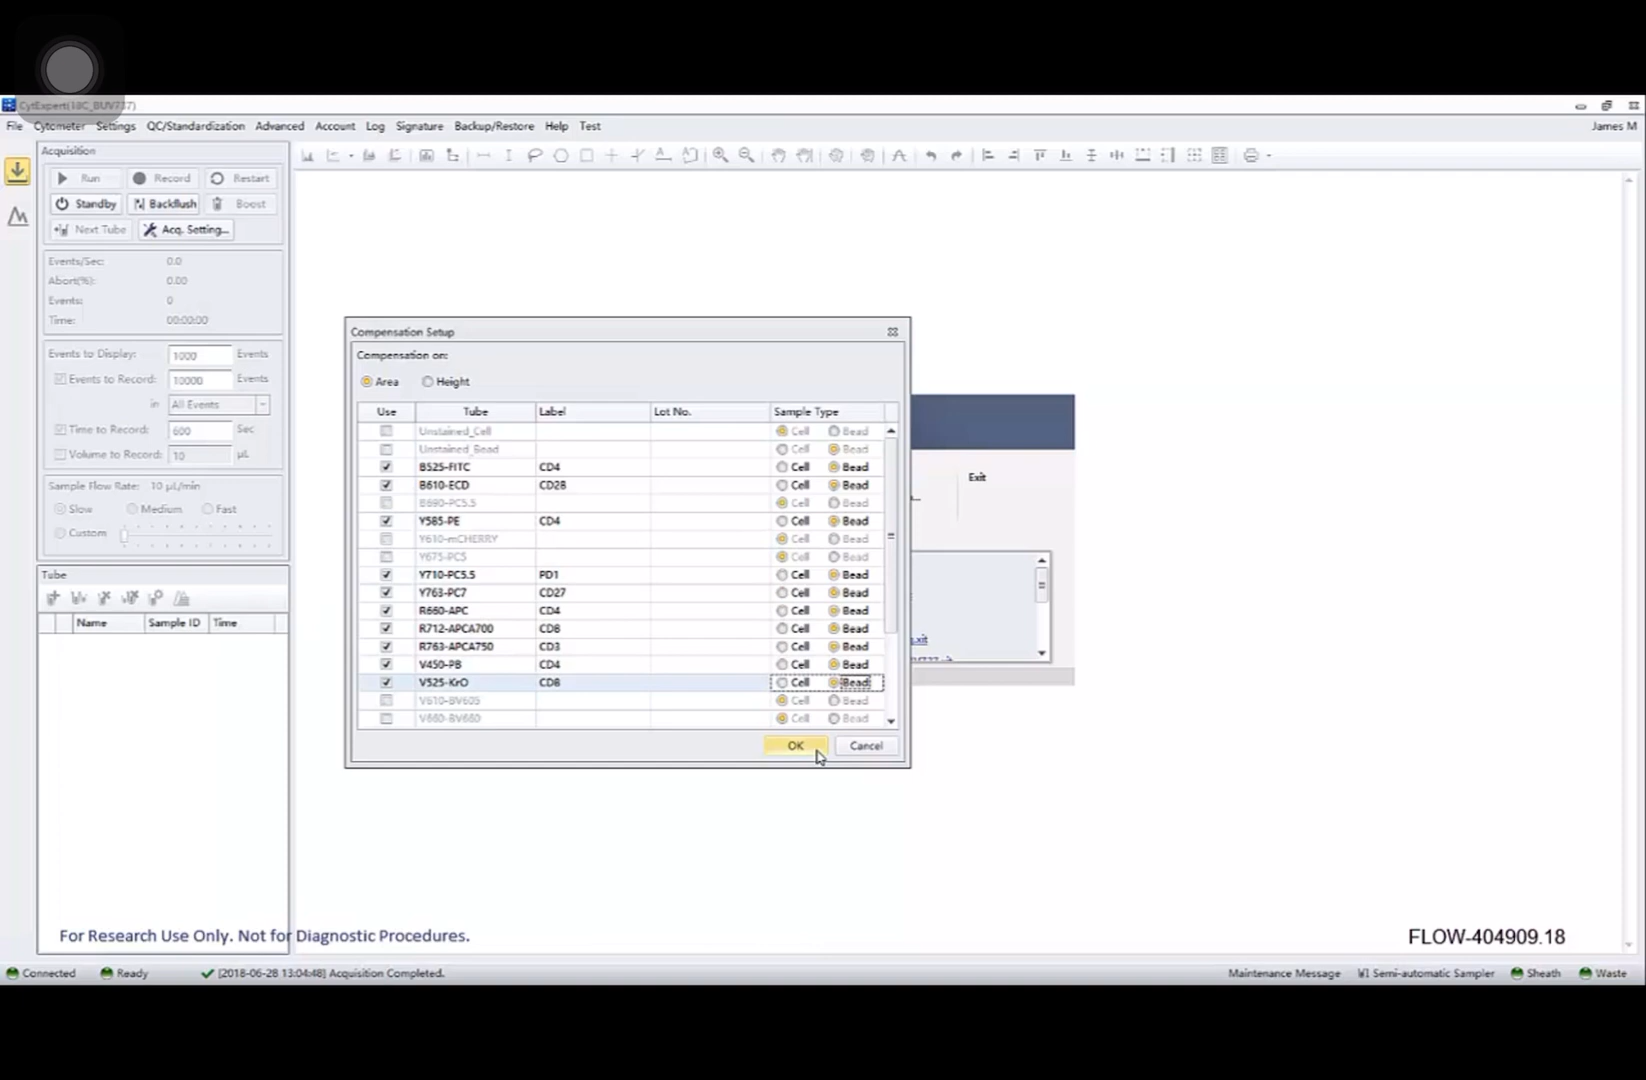 CytExpert(18C_BUV737)
File Cytometer Settings QC/Standardization Advanced Account Log Signature Backup/Restore Help Test James M
Acquisition
Run Record Restart
Standby Backflush Boost
Next Tube Acq. Setting...
Events/Sec: 0.0
Abort(%): 0.00
Events: 0
Time: 00:00:00
Events to Display: 1000 Events
Events to Record: 10000 Events
in All Events
Time to Record: 600 Sec
Volume to Record: 10 µL
Sample Flow Rate: 10 µL/min
Slow Medium Fast
Custom
Tube
Name Sample ID Time
Compensation Setup
Compensation on:
Area Height
Use Tube Label Lot No. Sample Type
Unstained_Cell Cell Bead
Unstained_Bead Cell Bead
B525-FITC CD4 Cell Bead
B610-ECD CD28 Cell Bead
B690-PC5.5 Cell Bead
Y585-PE CD4 Cell Bead
Y610-mCHERRY Cell Bead
Y675-PC5 Cell Bead
Y710-PC5.5 PD1 Cell Bead
Y763-PC7 CD27 Cell Bead
R660-APC CD4 Cell Bead
R712-APCA700 CD8 Cell Bead
R763-APCA750 CD3 Cell Bead
V450-PB CD4 Cell Bead
V525-KrO CD8 Cell Bead
V610-BV605 Cell Bead
V660-BV660 Cell Bead
OK Cancel
Exit
For Research Use Only. Not for Diagnostic Procedures.
FLOW-404909.18
Connected Ready [2018-06-28 13:04:48] Acquisition Completed. Maintenance Message Semi-automatic Sampler Sheath Waste